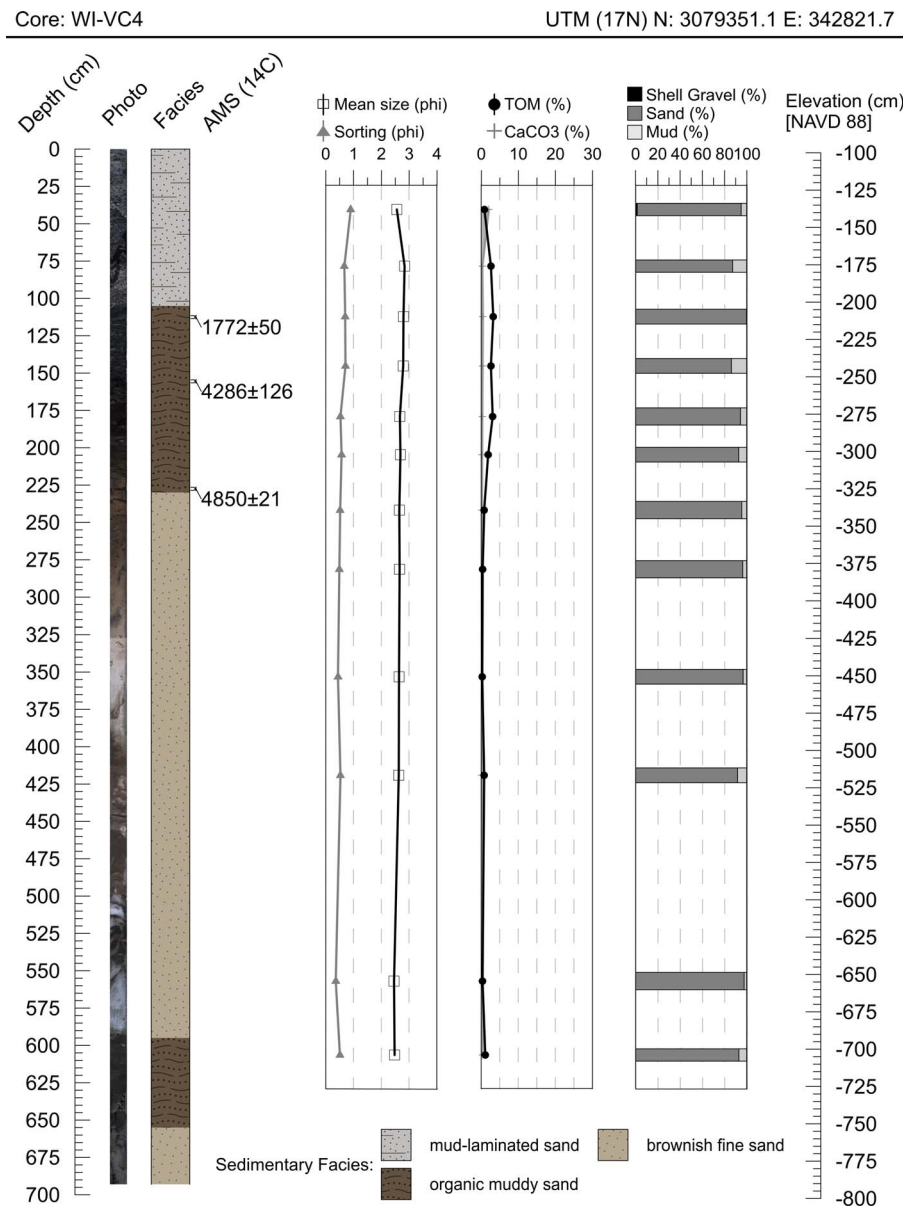 Core: WI-VC4 UTM (17N) N: 3079351.1 E: 342821.7
Depth (cm) Photo Facies AMS (14C)
Mean size (phi) TOM (%) Shell Gravel (%)
Sorting (phi) CaCO3 (%) Sand (%)
Mud (%)
Elevation (cm)
[NAVD 88]
0 1 2 3 4 0 5 10 15 20 25 30 0 20 40 60 80 100
0 -100
25 -125
50 -150
75 -175
100 -200
1772±50
125 -225
150 -250
4286±126
175 -275
200 -300
225 -325
4850±21
250 -350
275 -375
300 -400
325 -425
350 -450
375 -475
400 -500
425 -525
450 -550
475 -575
500 -600
525 -625
550 -650
575 -675
600 -700
625 -725
650 -750
675 -775
700 -800
Sedimentary Facies:
mud-laminated sand brownish fine sand
organic muddy sand